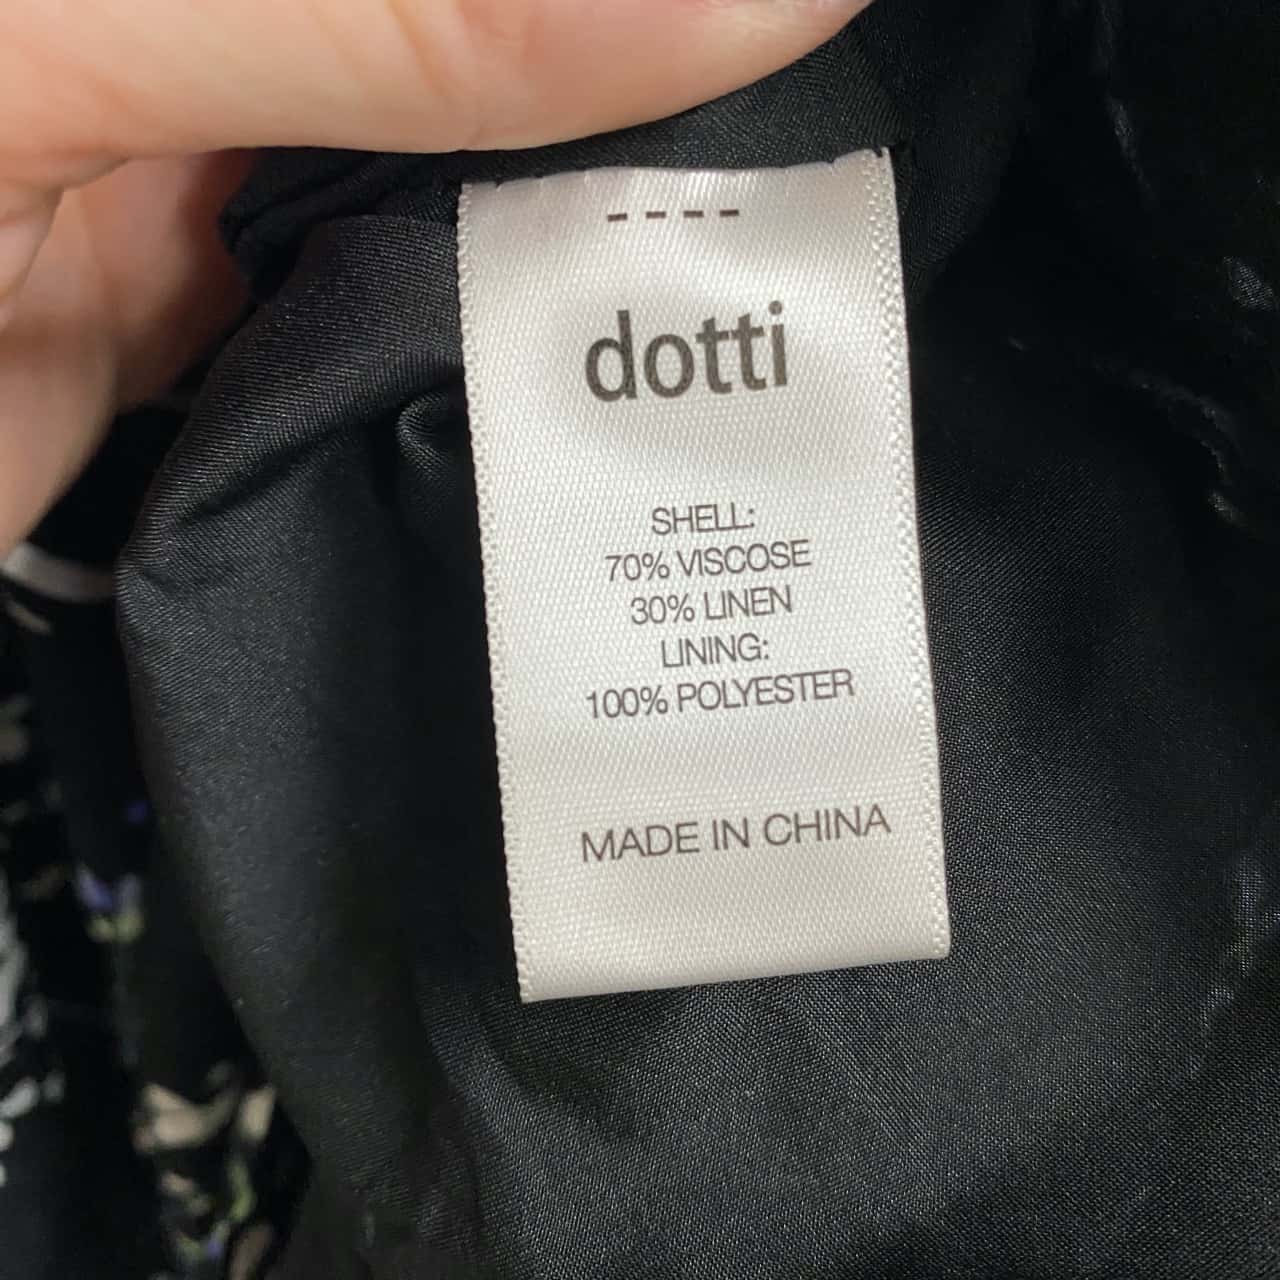 dotti
SHELL:
70% VISCOSE
30% LINEN
LINING:
100% POLYESTER
MADE IN CHINA